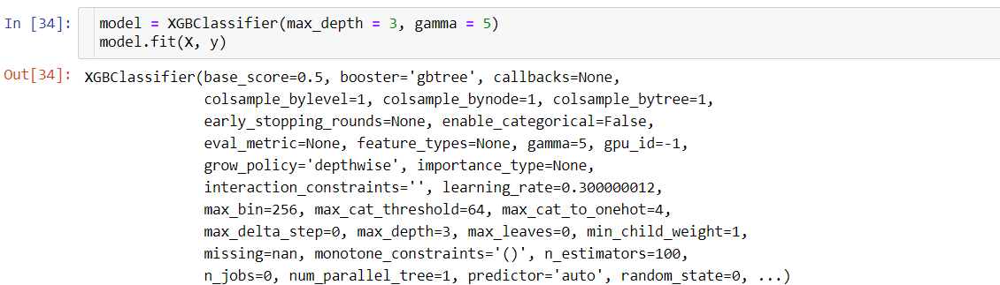 In [34]: model = XGBClassifier(max_depth = 3, gamma = 5)
model.fit(X, y)
Out[34]: XGBClassifier(base_score=0.5, booster='gbtree', callbacks=None,
colsample_bylevel=1, colsample_bynode=1, colsample_bytree=1,
early_stopping_rounds=None, enable_categorical=False,
eval_metric=None, feature_types=None, gamma=5, gpu_id=-1,
grow_policy='depthwise', importance_type=None,
interaction_constraints='', learning_rate=0.300000012,
max_bin=256, max_cat_threshold=64, max_cat_to_onehot=4,
max_delta_step=0, max_depth=3, max_leaves=0, min_child_weight=1,
missing=nan, monotone_constraints='()', n_estimators=100,
n_jobs=0, num_parallel_tree=1, predictor='auto', random_state=0, ...)